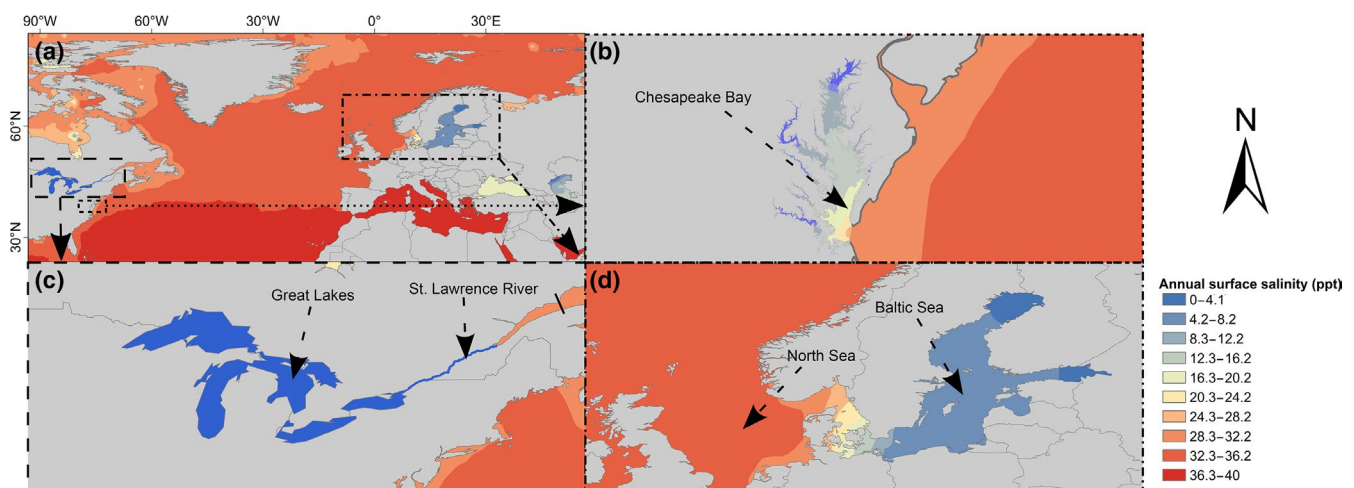 90°W 60°W 30°W 0° 30°E
(a)
60°N
30°N
(b)
Chesapeake Bay
N
(c)
Great Lakes
St. Lawrence River
(d)
Baltic Sea
North Sea
Annual surface salinity (ppt)
0–4.1
4.2–8.2
8.3–12.2
12.3–16.2
16.3–20.2
20.3–24.2
24.3–28.2
28.3–32.2
32.3–36.2
36.3–40